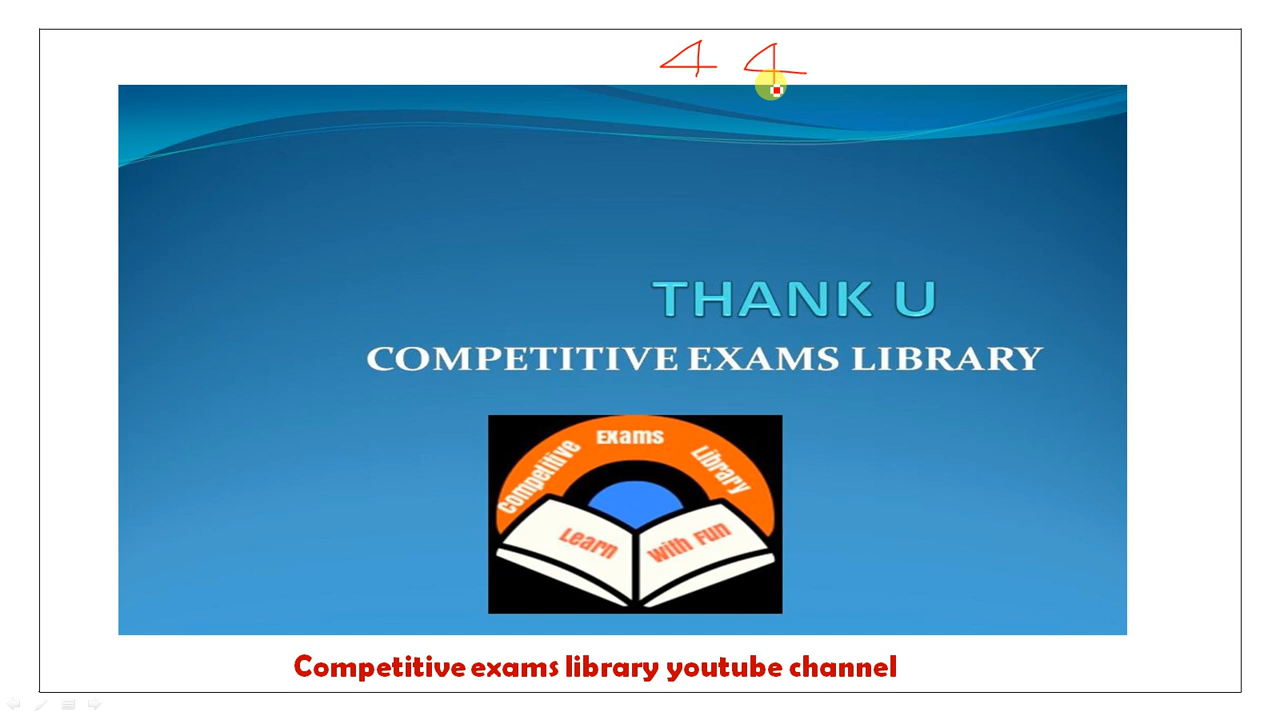 4 4
THANK U
COMPETITIVE EXAMS LIBRARY
Competitive Exams Library
Learn with Fun
Competitive exams library youtube channel